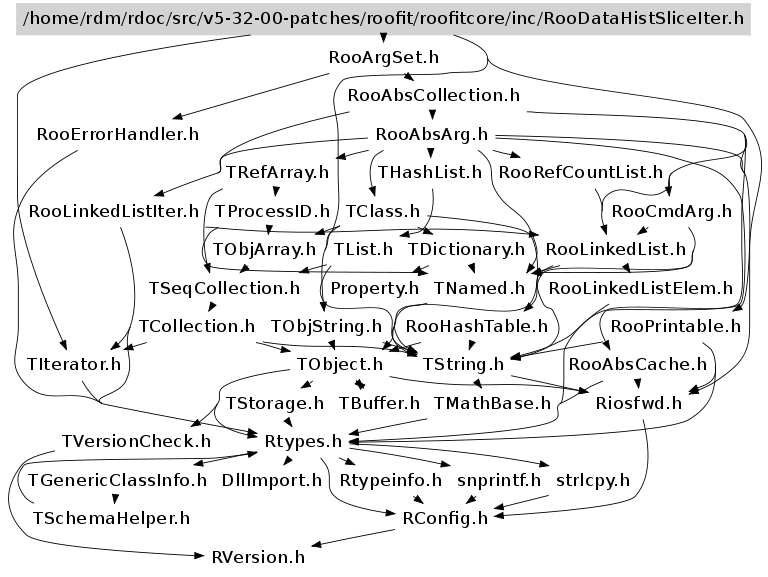 /home/rdm/rdoc/src/v5-32-00-patches/roofit/roofitcore/inc/RooDataHistSliceIter.h
RooArgSet.h
RooAbsCollection.h
RooErrorHandler.h
RooAbsArg.h
TRefArray.h
THashList.h
RooRefCountList.h
RooLinkedListIter.h
TProcessID.h
TClass.h
RooCmdArg.h
TObjArray.h
TList.h
TDictionary.h
RooLinkedList.h
TSeqCollection.h
Property.h
TNamed.h
RooLinkedListElem.h
TCollection.h
TObjString.h
RooHashTable.h
RooPrintable.h
TIterator.h
TObject.h
TString.h
RooAbsCache.h
TStorage.h
TBuffer.h
TMathBase.h
Riosfwd.h
TVersionCheck.h
Rtypes.h
TGenericClassInfo.h
DllImport.h
Rtypeinfo.h
snprintf.h
strlcpy.h
TSchemaHelper.h
RConfig.h
RVersion.h